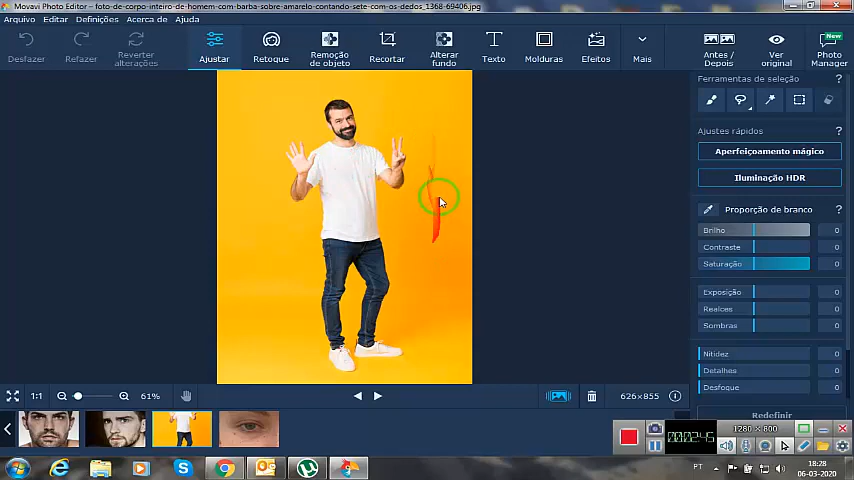 Movavi Photo Editor – foto-de-corpo-inteiro-de-homem-com-barba-sobre-amarelo-contando-sete-com-os-dedos_1368-69406.jpg
Arquivo Editar Definições Acerca de Ajuda
Desfazer Refazer Reverter alterações Ajustar Retoque Remoção de objeto Recortar Alterar fundo Texto Molduras Efeitos Mais Antes / Depois Ver original New Photo Manager
Ferramentas de seleção ?
Ajustes rápidos ?
Aperfeiçoamento mágico
Iluminação HDR
Proporção de branco ?
Brilho 0
Contraste 0
Saturação 0
Exposição 0
Realces 0
Sombras 0
Nitidez 0
Detalhes 0
Desfoque 0
Redefinir
1:1 61% 626×855
1280 × 800
000:2:45
PT 18:28
06-03-2020